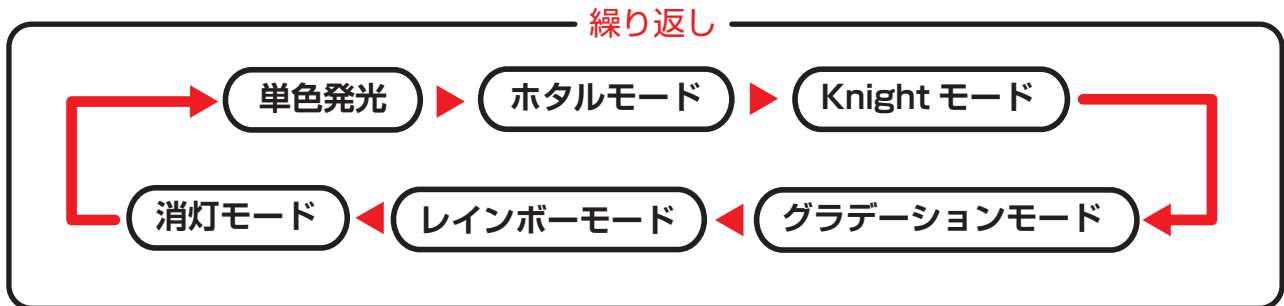 繰り返し
単色発光
ホタルモード
Knight モード
グラデーションモード
レインボーモード
消灯モード